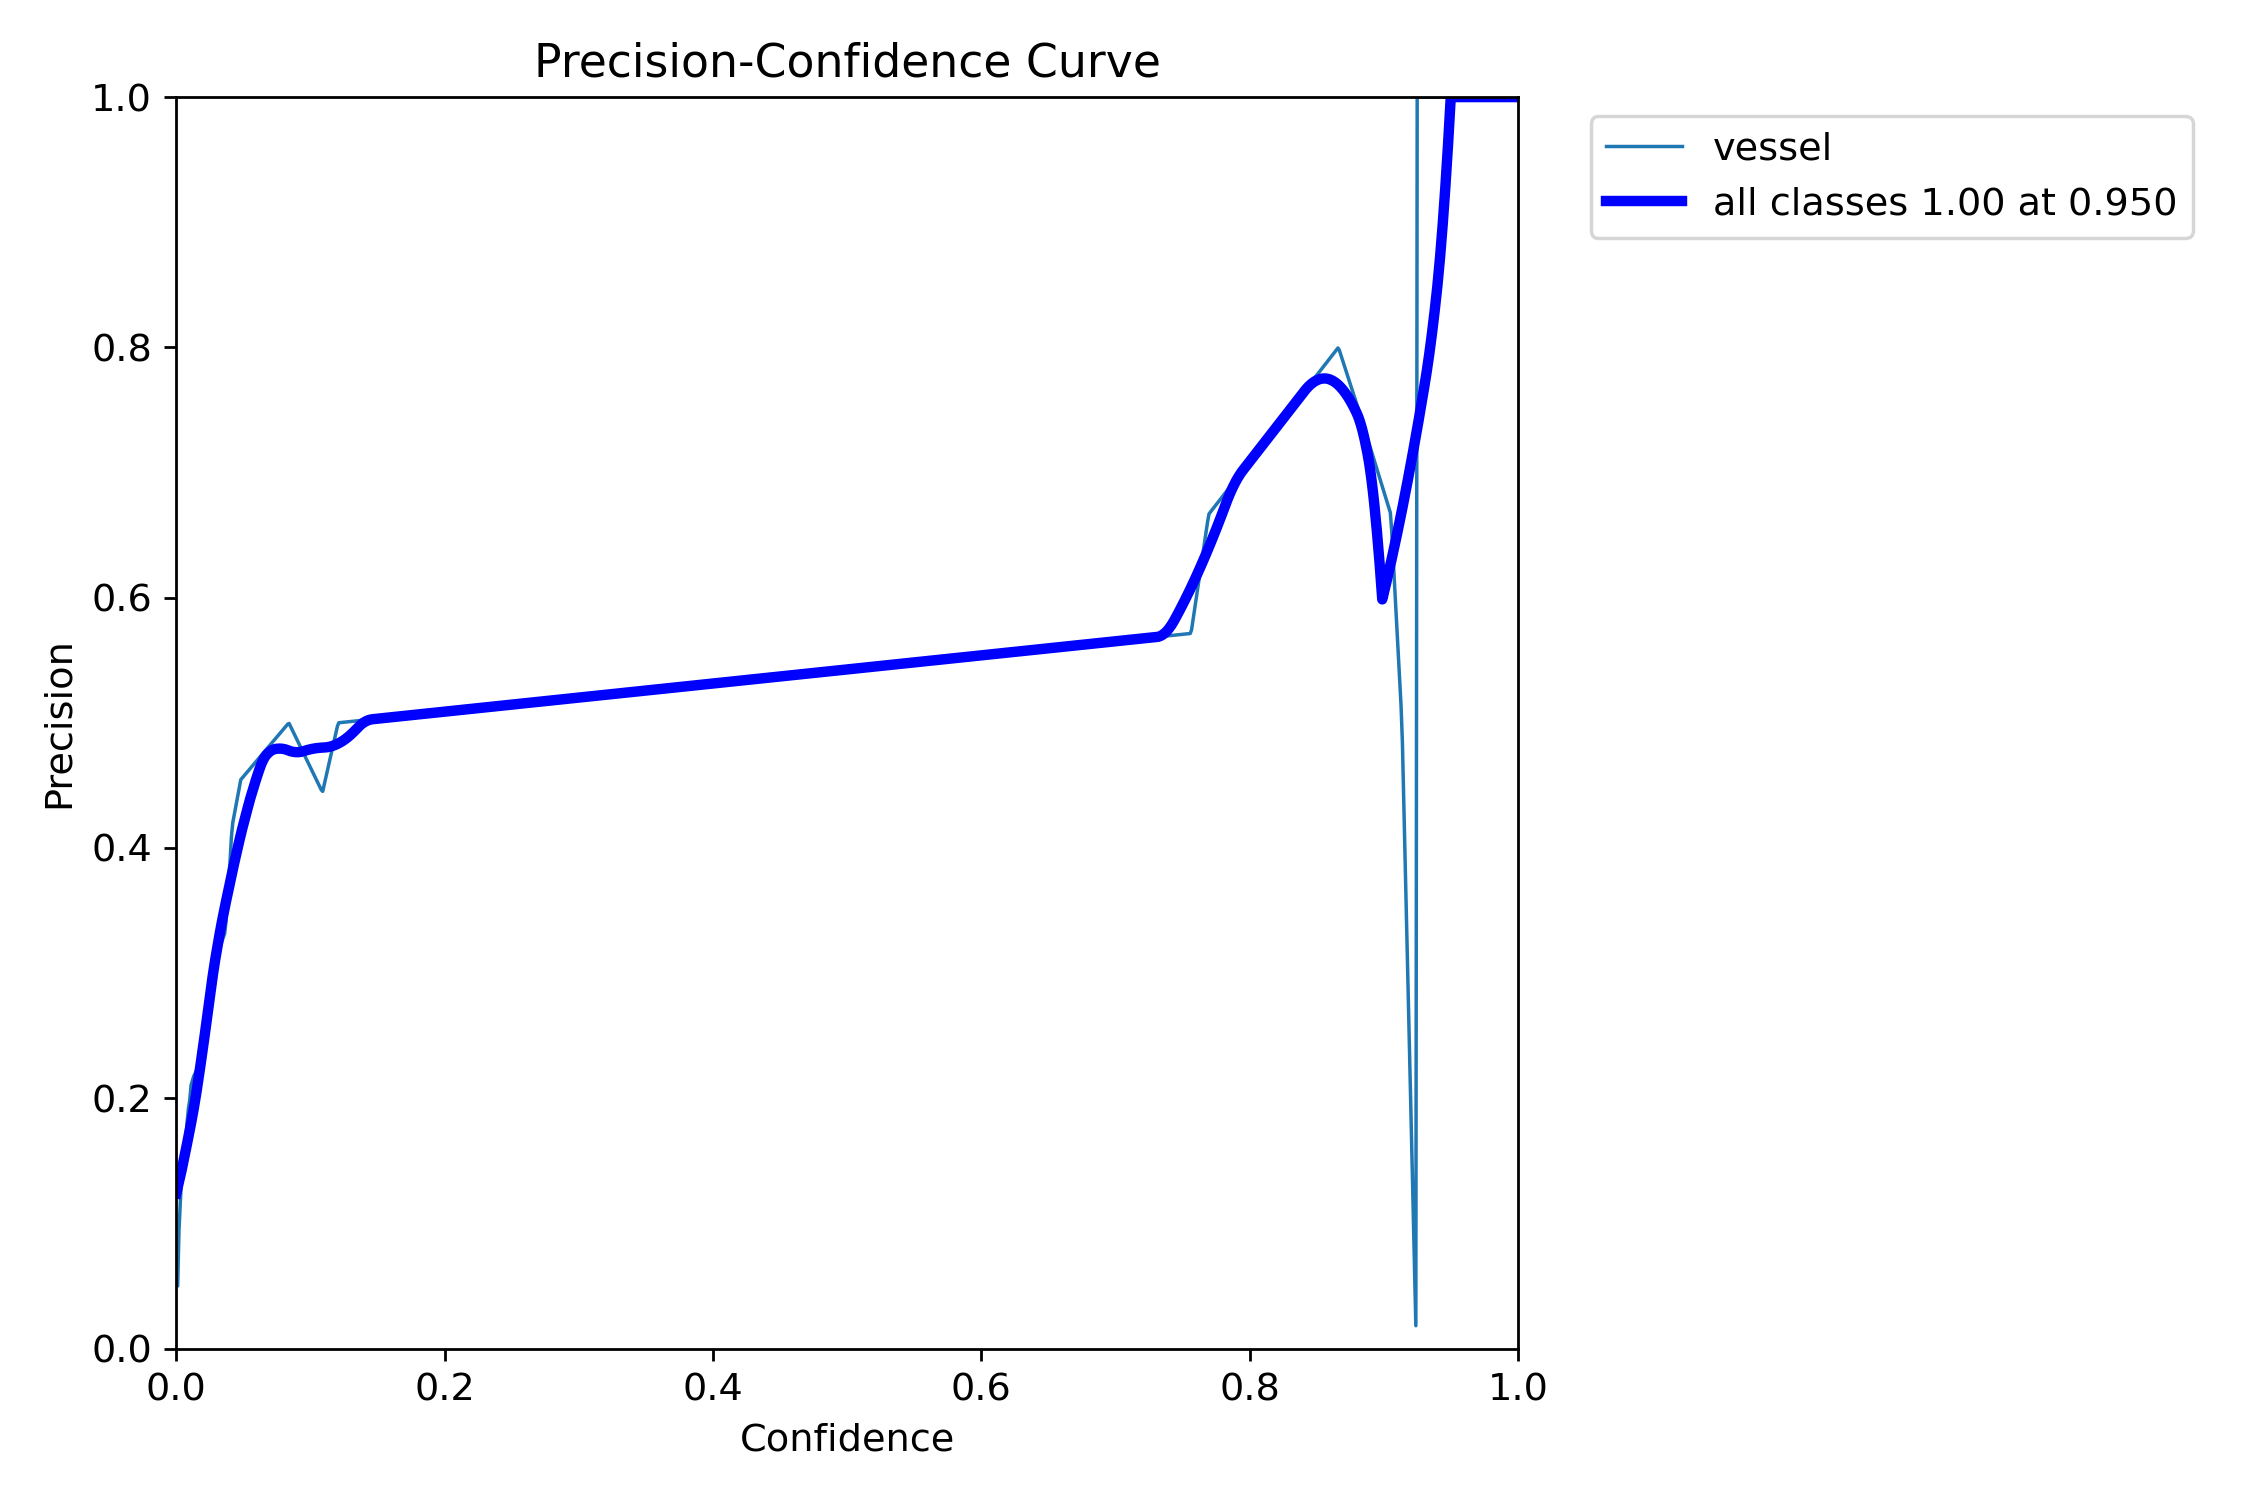 Precision-Confidence Curve
1.0
0.8
0.6
0.4
0.2
0.0
Precision
0.0 0.2 0.4 0.6 0.8 1.0
Confidence
vessel
all classes 1.00 at 0.950